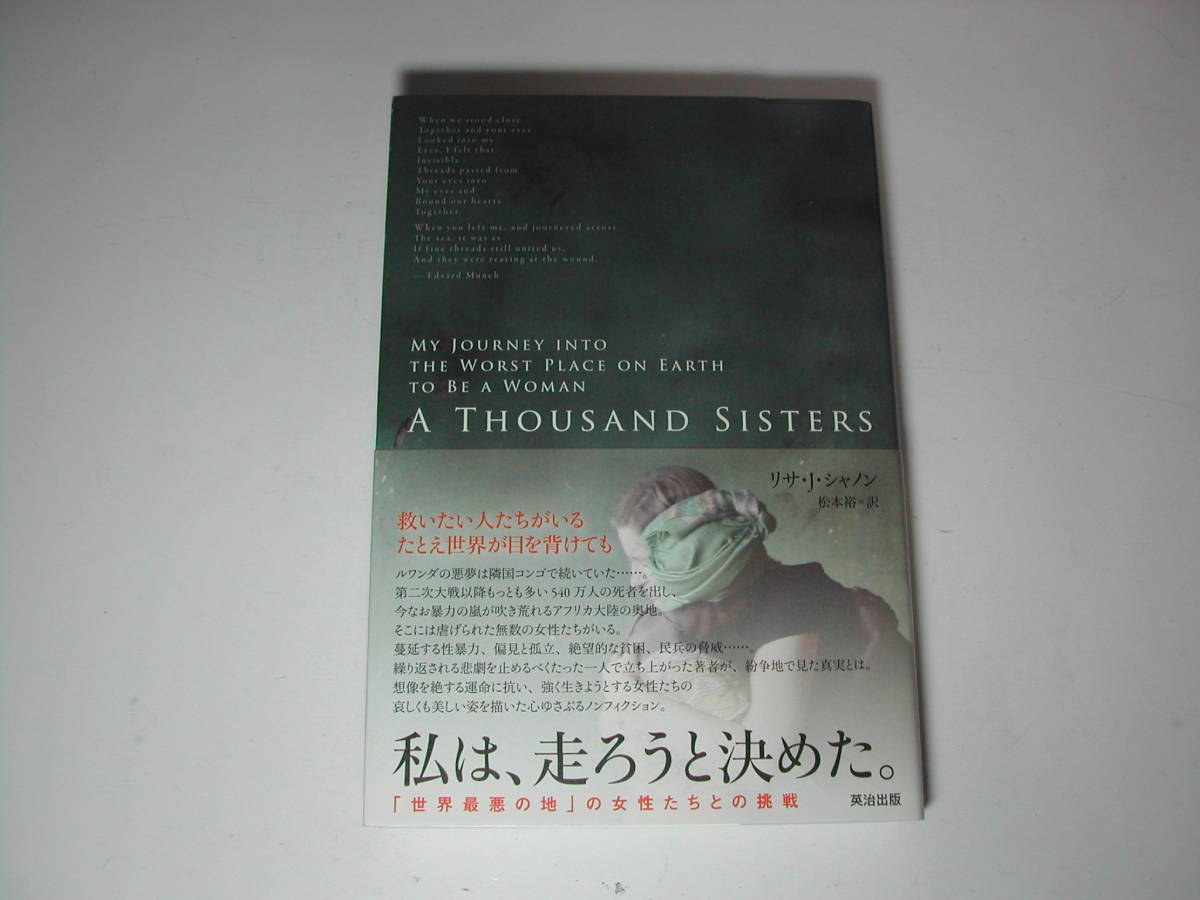 When we stood close
Together and your eyes
Looked into my
Eyes, I felt that
Invisible
Threads passed from
Your eyes into
My eyes and
Bound our hearts
Together.
When you left me, and journeyed across
The sea, it was as
If fine threads still united us,
And they were tearing at the wound.
—Edvard Munch
MY JOURNEY INTO
THE WORST PLACE ON EARTH
TO BE A WOMAN
A THOUSAND SISTERS
リサ・J・シャノン
松本裕=訳
救いたい人たちがいる
たとえ世界が目を背けても
ルワンダの悪夢は隣国コンゴで続いていた……。
第二次大戦以降もっとも多い540万人の死者を出し、
今なお暴力の嵐が吹き荒れるアフリカ大陸の奥地。
そこには虐げられた無数の女性たちがいる。
蔓延する性暴力、偏見と孤立、絶望的な貧困、民兵の脅威……。
繰り返される悲劇を止めるべくたった一人で立ち上がった著者が、紛争地で見た真実とは。
想像を絶する運命に抗い、強く生きようとする女性たちの
哀しくも美しい姿を描いた心ゆさぶるノンフィクション。
私は、走ろうと決めた。
「世界最悪の地」の女性たちとの挑戦
英治出版